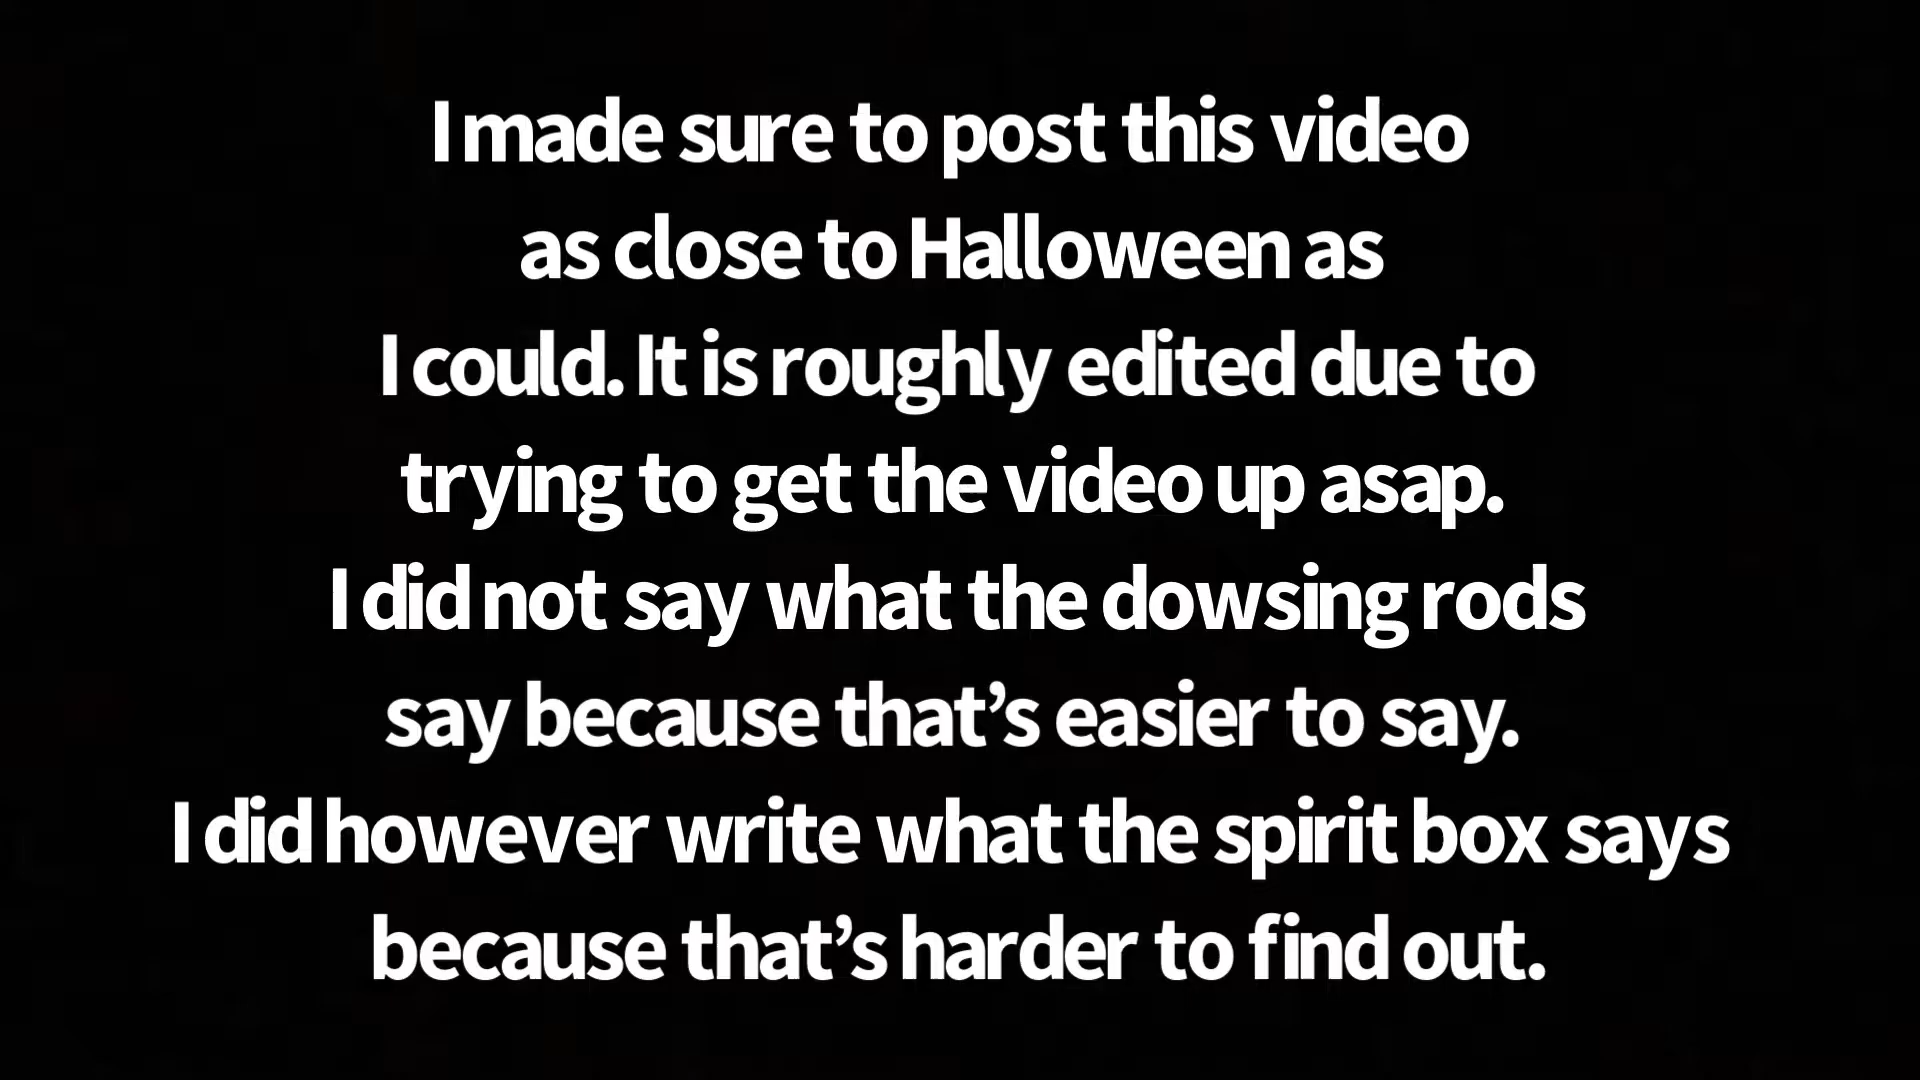 I made sure to post this video
as close to Halloween as
I could. It is roughly edited due to
trying to get the video up asap.
I did not say what the dowsing rods
say because that’s easier to say.
I did however write what the spirit box says
because that’s harder to find out.